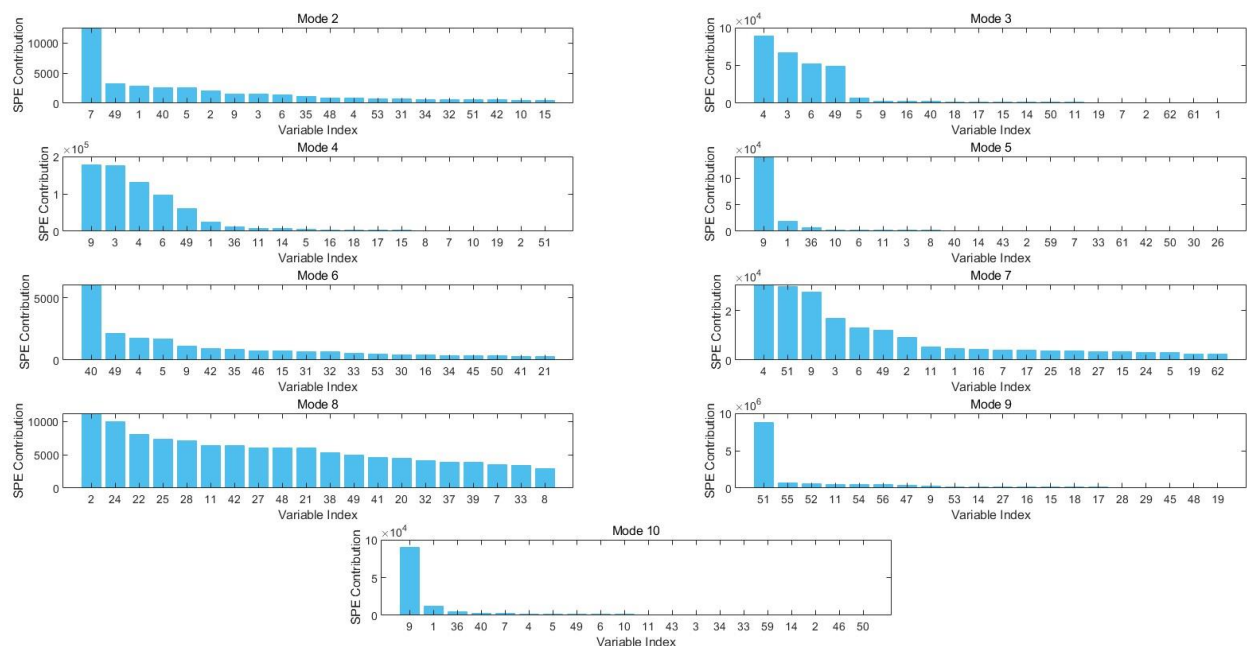 Mode 2
SPE Contribution
10000
5000
0
7 49 1 40 5 2 9 3 6 35 48 4 53 31 34 32 51 42 10 15
Variable Index
Mode 3
×10^4
SPE Contribution
10
5
0
4 3 6 49 5 9 16 40 18 17 15 14 50 11 19 7 2 62 61 1
Variable Index
Mode 4
×10^5
SPE Contribution
2
1
0
9 3 4 6 49 1 36 11 14 5 16 18 17 15 8 7 10 19 2 51
Variable Index
Mode 5
×10^4
SPE Contribution
10
5
0
9 1 36 10 6 11 3 8 40 14 43 2 59 7 33 61 42 50 30 26
Variable Index
Mode 6
SPE Contribution
5000
0
40 49 4 5 9 42 35 46 15 31 32 33 53 30 16 34 45 50 41 21
Variable Index
Mode 7
×10^4
SPE Contribution
2
0
4 51 9 3 6 49 2 11 1 16 7 17 25 18 27 15 24 5 19 62
Variable Index
Mode 8
SPE Contribution
10000
5000
0
2 24 22 25 28 11 42 27 48 21 38 49 41 20 32 37 39 7 33 8
Variable Index
Mode 9
×10^6
SPE Contribution
10
5
0
51 55 52 11 54 56 47 9 53 14 27 16 15 18 17 28 29 45 48 19
Variable Index
Mode 10
×10^4
SPE Contribution
10
5
0
9 1 36 40 7 4 5 49 6 10 11 43 3 34 33 59 14 2 46 50
Variable Index